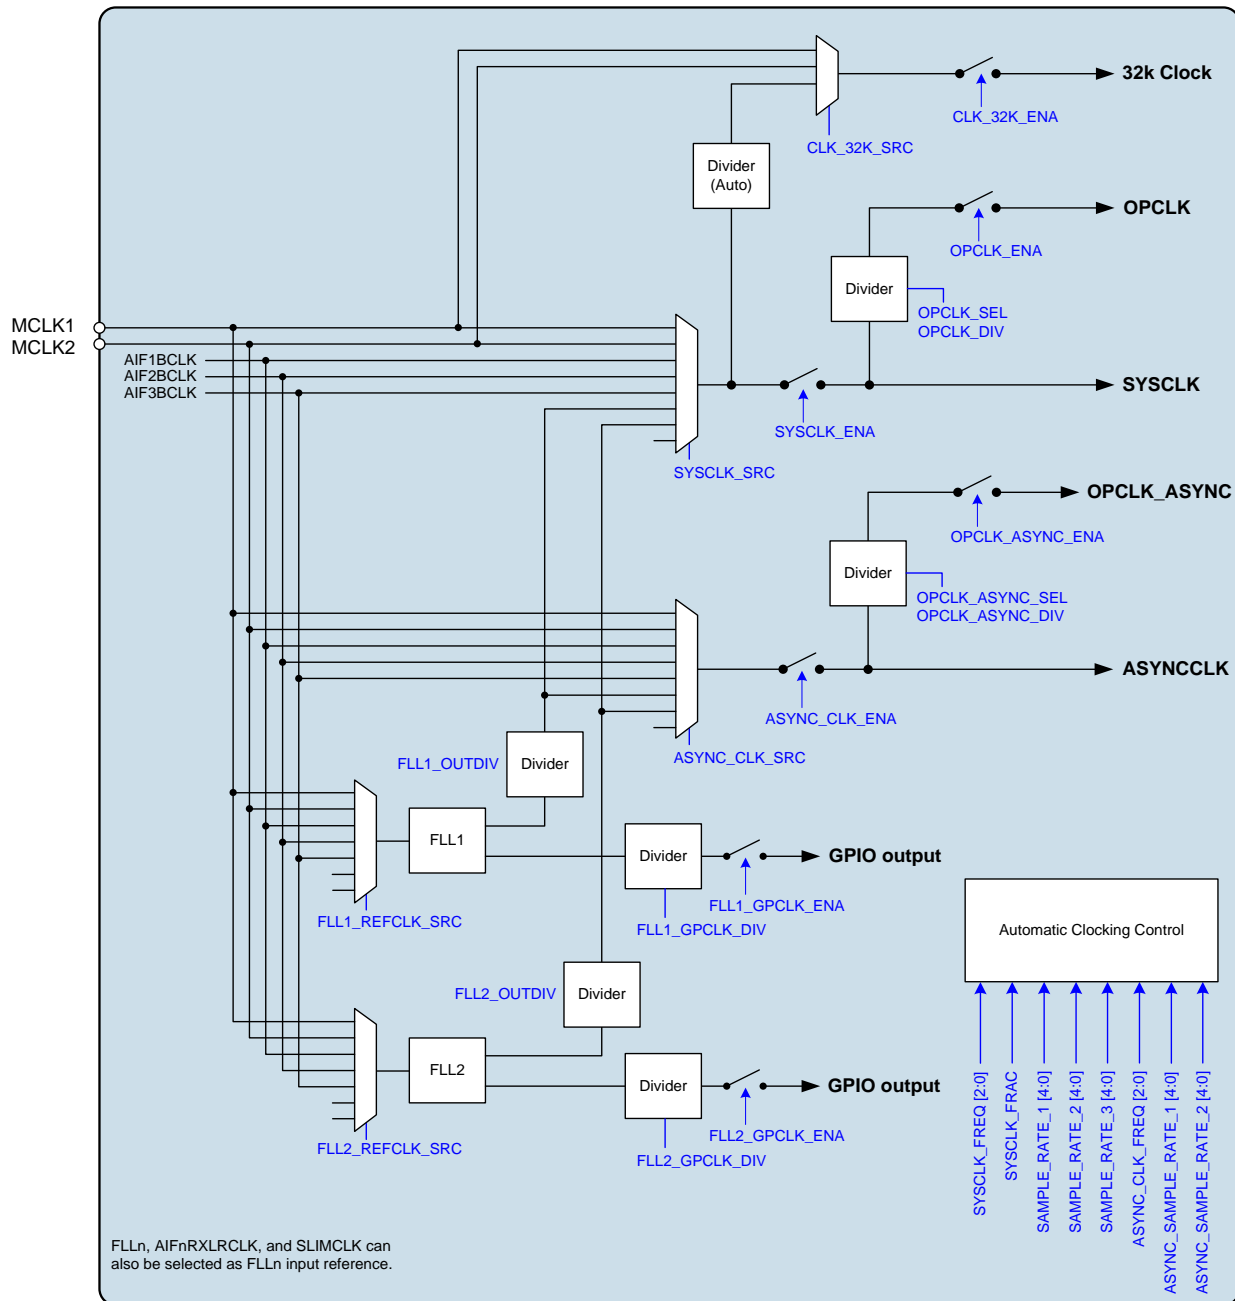 32k Clock
CLK_32K_ENA
CLK_32K_SRC
Divider
(Auto)
OPCLK
OPCLK_ENA
Divider
OPCLK_SEL
OPCLK_DIV
MCLK1
MCLK2
AIF1BCLK
AIF2BCLK
AIF3BCLK
SYSCLK
SYSCLK_ENA
SYSCLK_SRC
OPCLK_ASYNC
OPCLK_ASYNC_ENA
Divider
OPCLK_ASYNC_SEL
OPCLK_ASYNC_DIV
ASYNCCLK
ASYNC_CLK_ENA
ASYNC_CLK_SRC
FLL1_OUTDIV
Divider
FLL1
Divider
GPIO output
FLL1_GPCLK_ENA
FLL1_REFCLK_SRC
FLL1_GPCLK_DIV
Automatic Clocking Control
FLL2_OUTDIV
Divider
FLL2
Divider
GPIO output
FLL2_GPCLK_ENA
FLL2_REFCLK_SRC
FLL2_GPCLK_DIV
SYSCLK_FREQ [2:0]
SYSCLK_FRAC
SAMPLE_RATE_1 [4:0]
SAMPLE_RATE_2 [4:0]
SAMPLE_RATE_3 [4:0]
ASYNC_CLK_FREQ [2:0]
ASYNC_SAMPLE_RATE_1 [4:0]
ASYNC_SAMPLE_RATE_2 [4:0]
FLLn, AIFnRXLRCLK, and SLIMCLK can
also be selected as FLLn input reference.